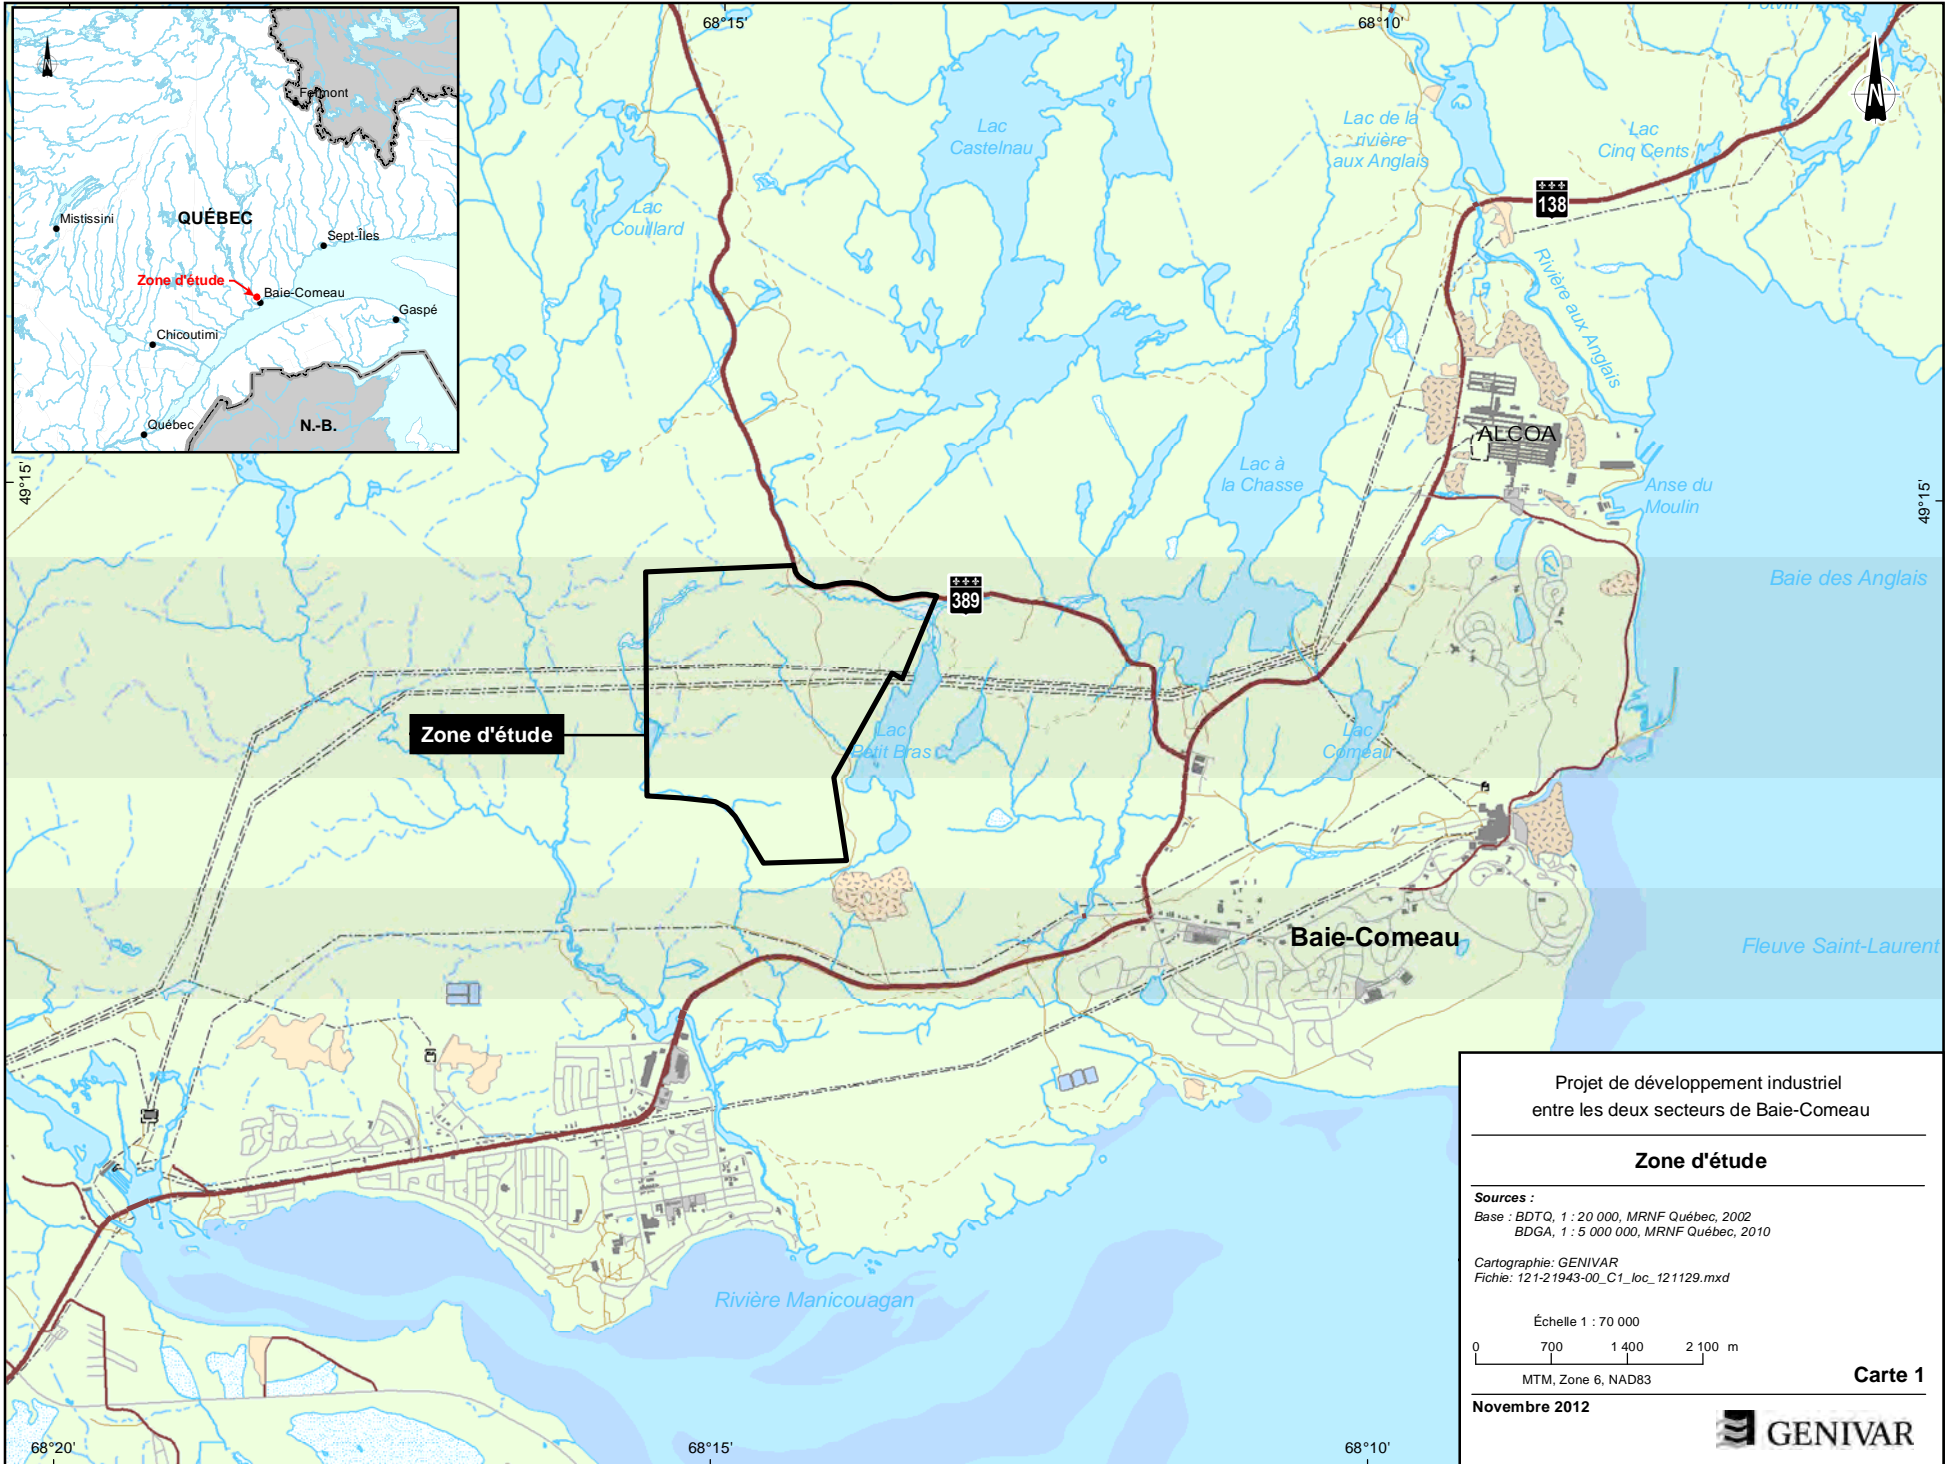 68°15'
68°10'
Fermont
Mistissini
QUÉBEC
Sept-Îles
Zone d'étude
Baie-Comeau
Gaspé
Chicoutimi
Québec
N.-B.
N
Lac
Castelnau
Lac de la
rivière
aux Anglais
Lac
Cinq Cents
N
138
Lac
Couillard
Rivière aux Anglais
ALCOA
Lac à
la Chasse
Anse du
Moulin
49°15'
49°15'
Baie des Anglais
389
Zone d'étude
Lac
Petit Bras
Lac
Comeau
Baie-Comeau
Fleuve Saint-Laurent
Rivière Manicouagan
68°20'
68°15'
68°10'
Projet de développement industriel
entre les deux secteurs de Baie-Comeau
Zone d'étude
Sources :
Base : BDTQ, 1 : 20 000, MRNF Québec, 2002
BDGA, 1 : 5 000 000, MRNF Québec, 2010
Cartographie: GENIVAR
Fichie: 121-21943-00_C1_loc_121129.mxd
Échelle 1 : 70 000
0 700 1 400 2 100 m
MTM, Zone 6, NAD83
Carte 1
Novembre 2012
GENIVAR